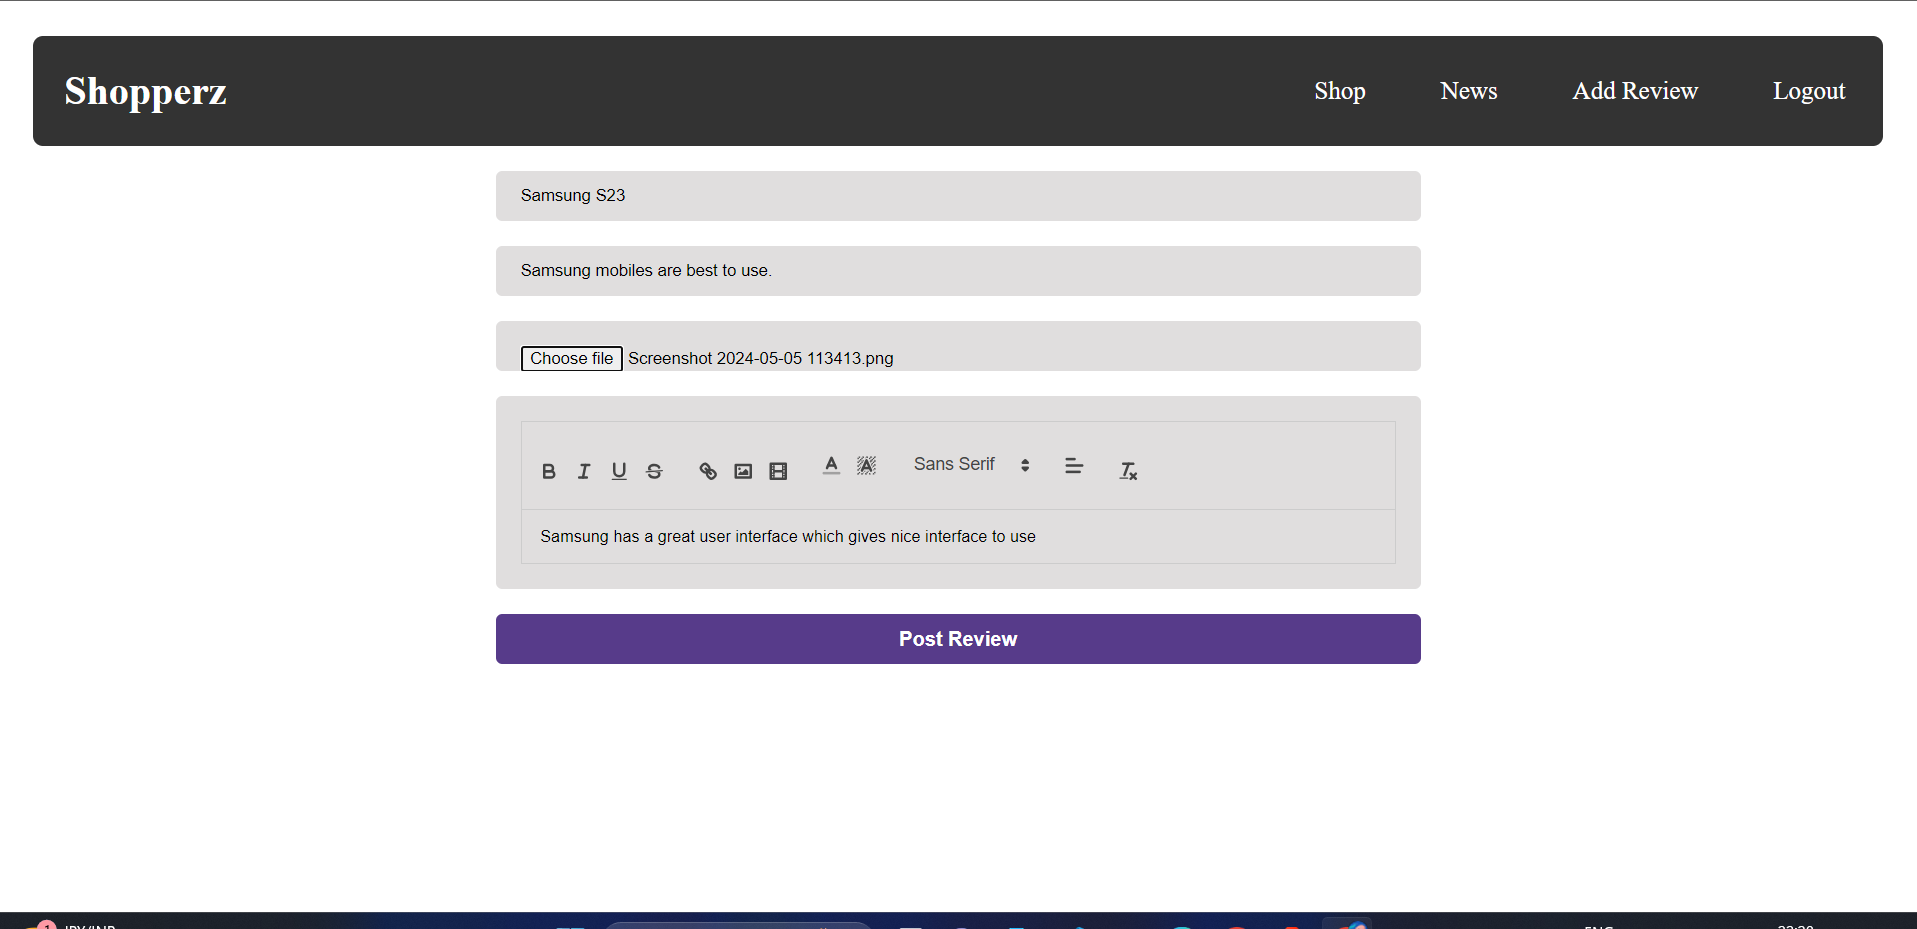 Shopperz Shop News Add Review Logout
Samsung S23
Samsung mobiles are best to use.
Choose file Screenshot 2024-05-05 113413.png
B I U S A A Sans Serif Tx
Samsung has a great user interface which gives nice interface to use
Post Review